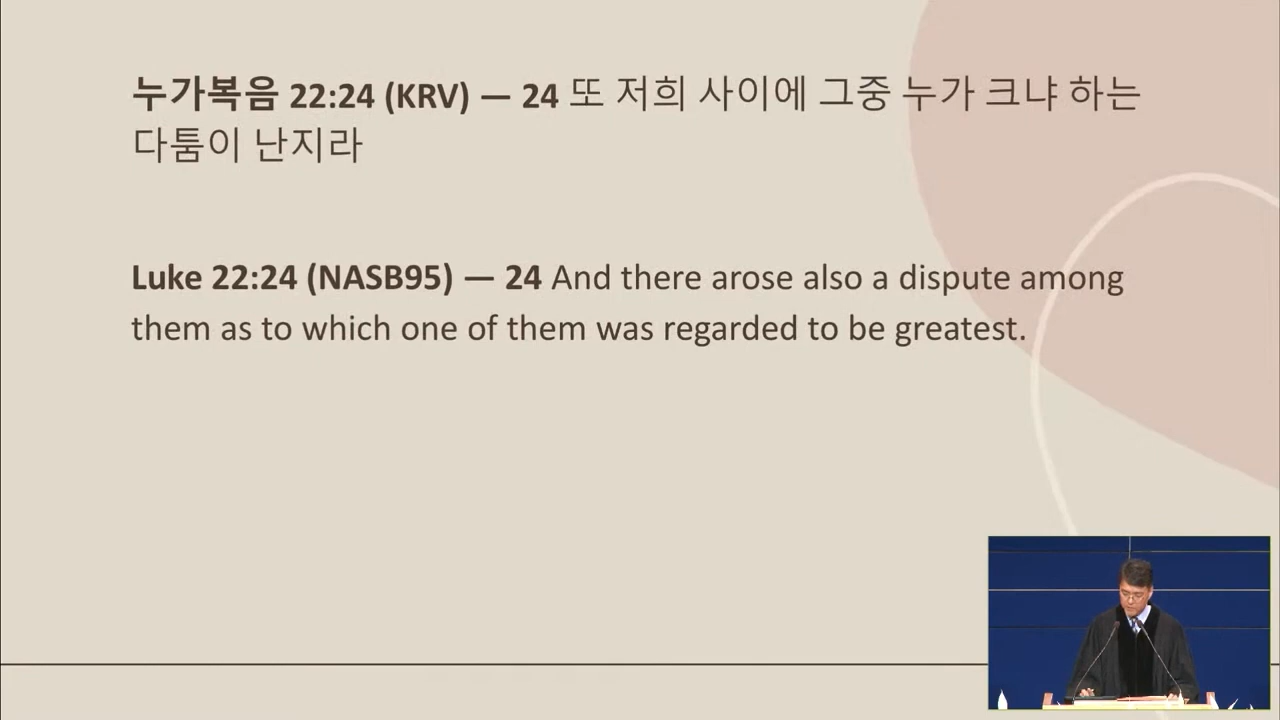 누가복음 22:24 (KRV) — 24 또 저희 사이에 그중 누가 크냐 하는
다툼이 난지라
Luke 22:24 (NASB95) — 24 And there arose also a dispute among
them as to which one of them was regarded to be greatest.